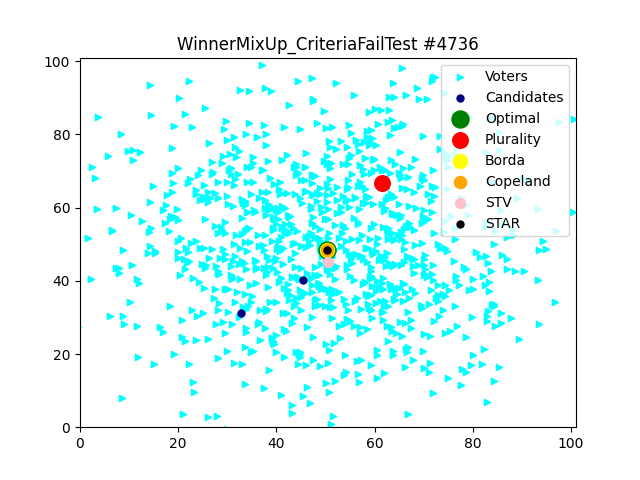 WinnerMixUp_CriteriaFailTest #4736
100
80
60
40
20
0
0
20
40
60
80
100
Voters
Candidates
Optimal
Plurality
Borda
Copeland
STV
STAR